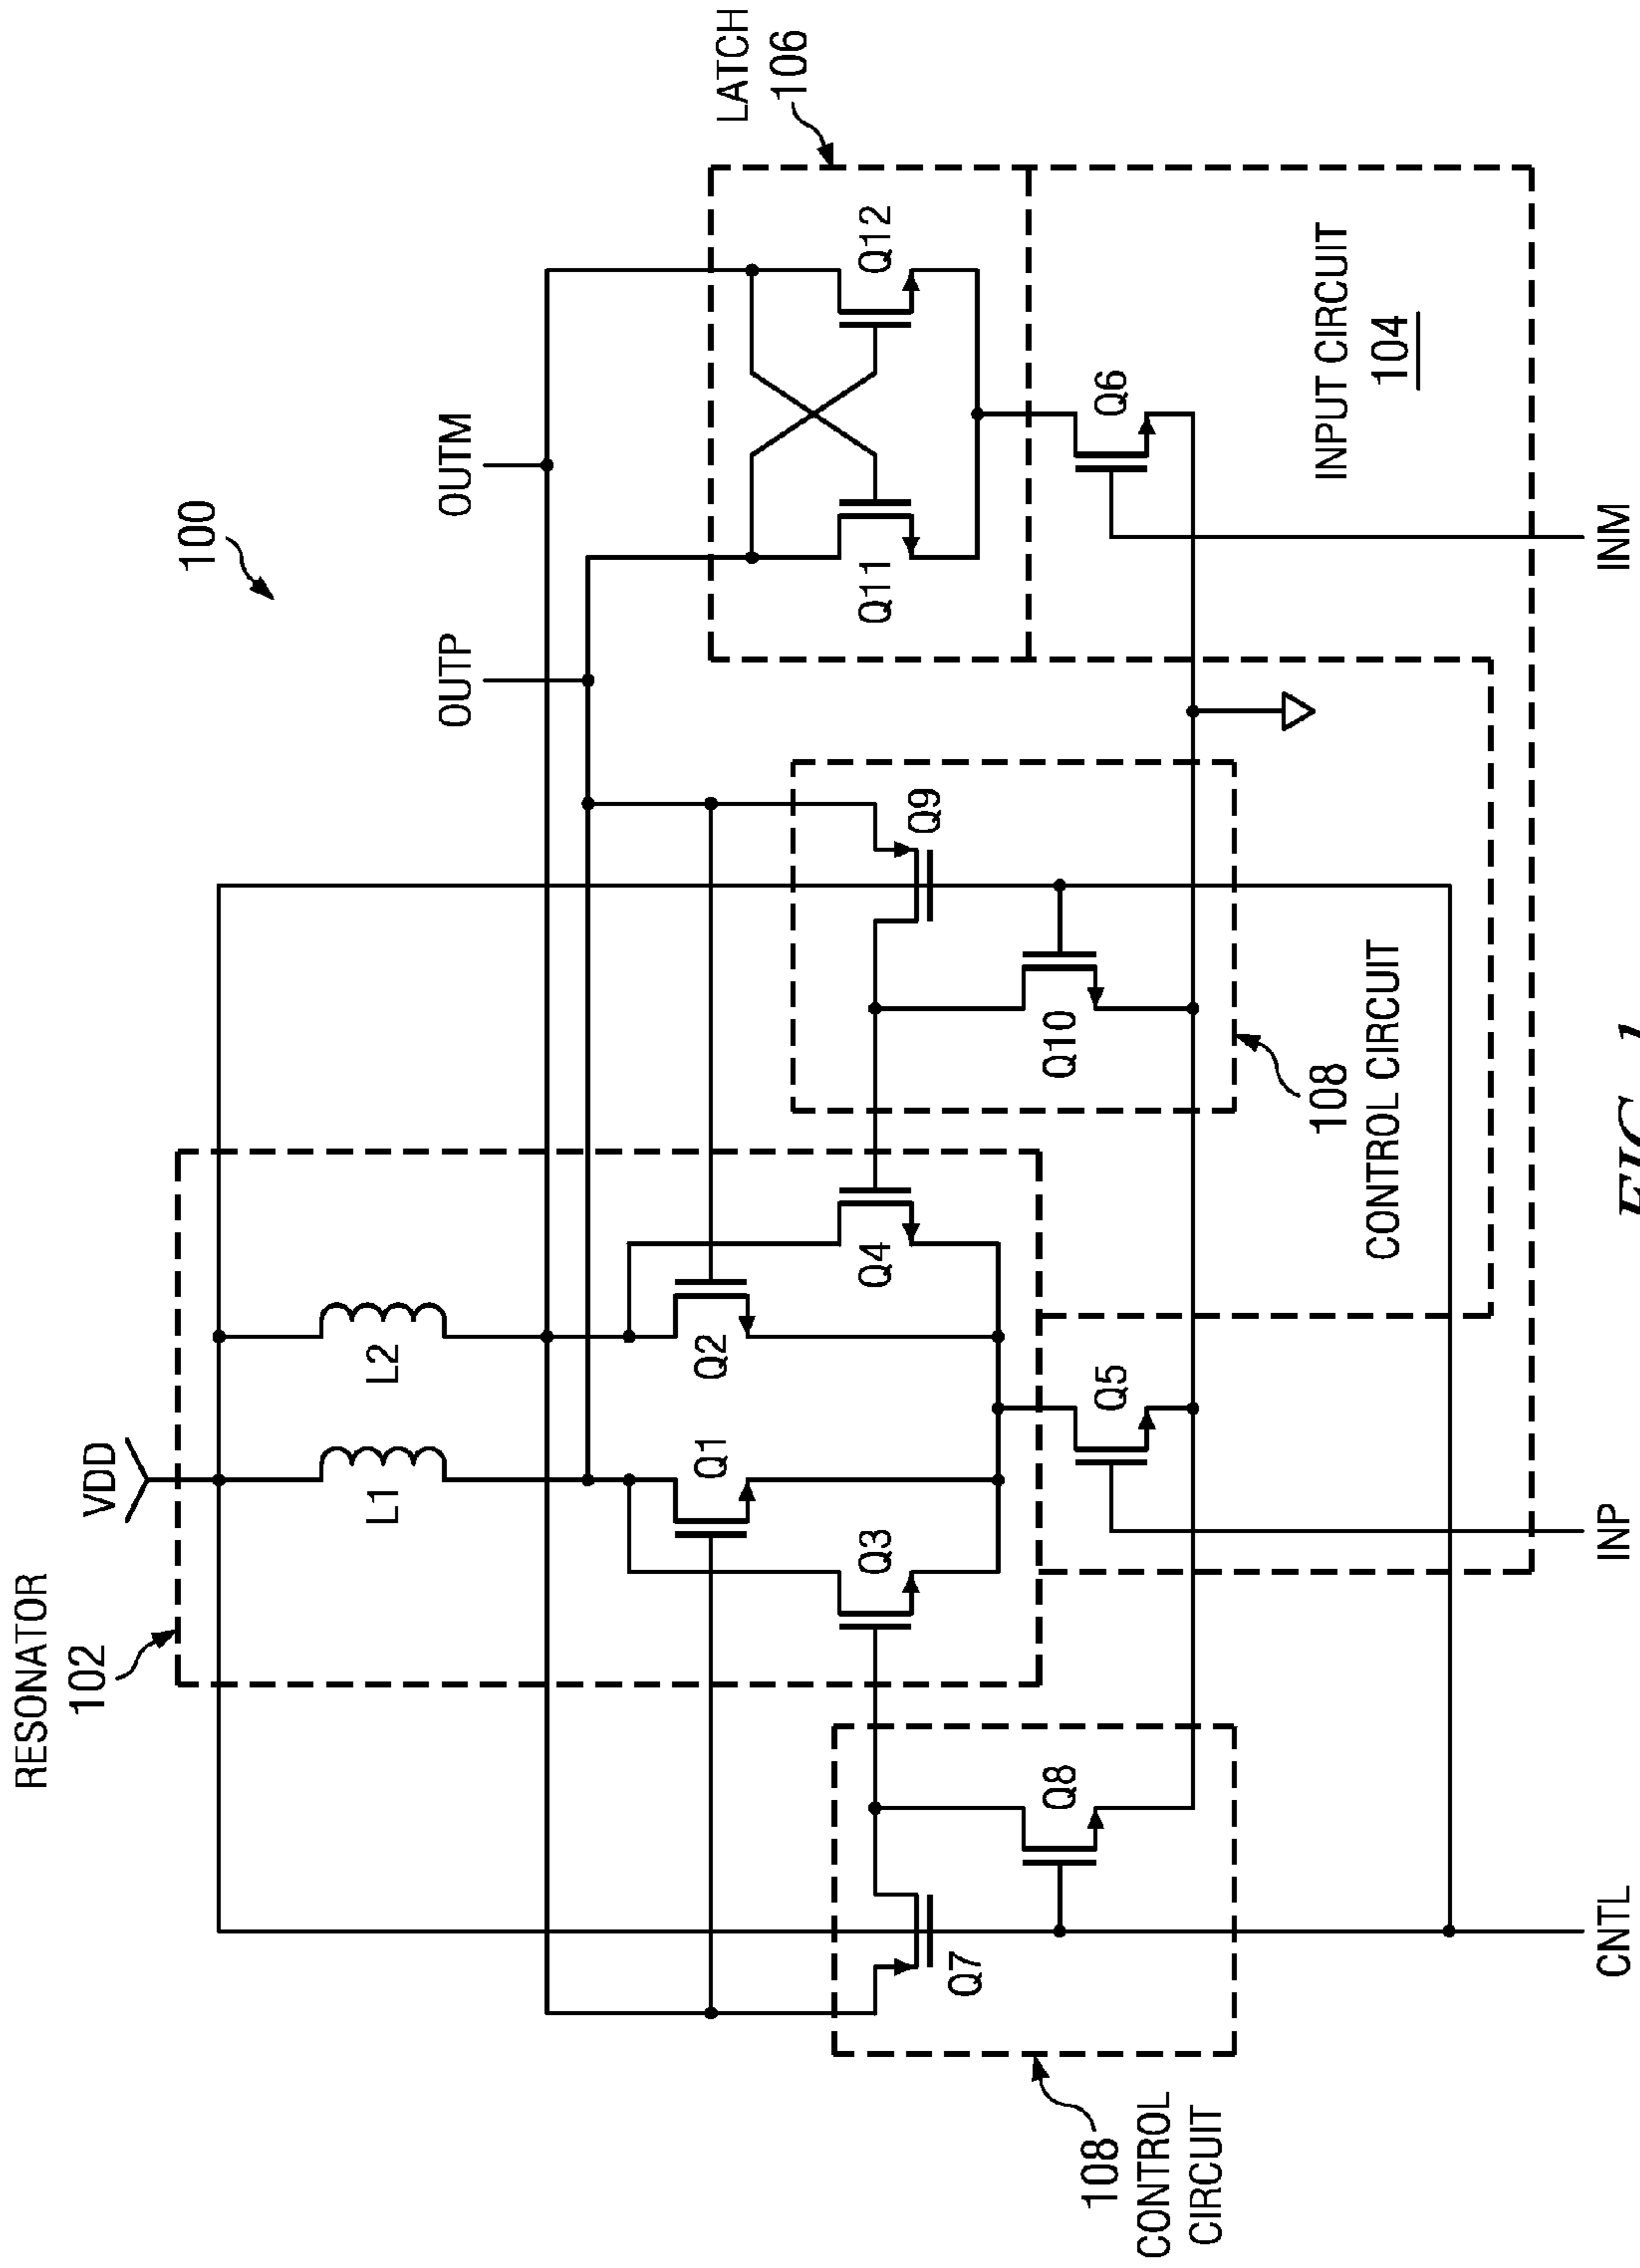 100
RESONATOR
102
VDD
L1
L2
OUTP
OUTM
LATCH
106
Q1
Q2
Q3
Q4
Q11
Q12
Q7
Q8
Q9
Q10
Q5
Q6
108
CONTROL
CIRCUIT
108
CONTROL CIRCUIT
INPUT CIRCUIT
104
CNTL
INP
INM